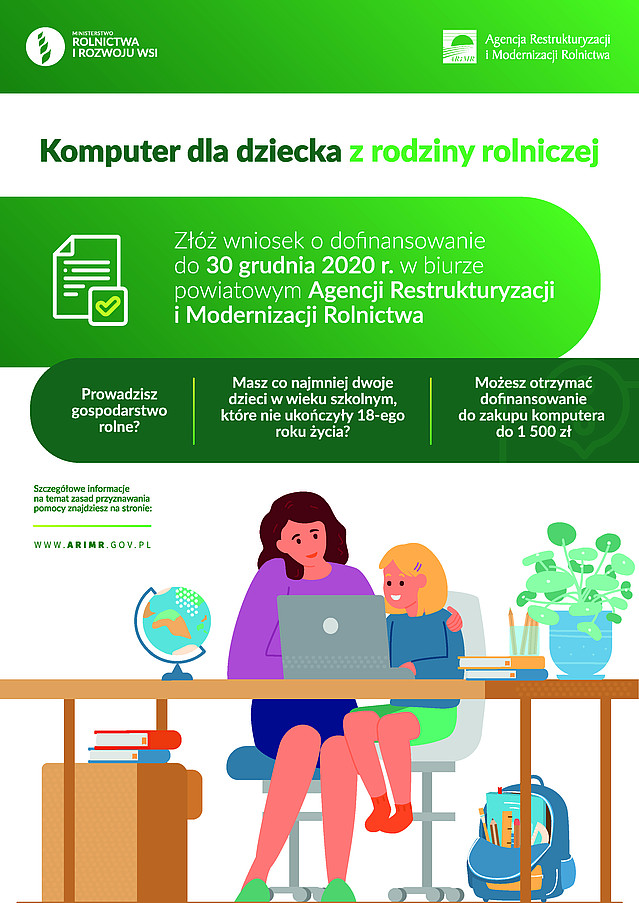 MINISTERSTWO
ROLNICTWA
I ROZWOJU WSI
ARiMR
Agencja Restrukturyzacji
i Modernizacji Rolnictwa
Komputer dla dziecka z rodziny rolniczej
Złóż wniosek o dofinansowanie
do 30 grudnia 2020 r. w biurze
powiatowym Agencji Restrukturyzacji
i Modernizacji Rolnictwa
Prowadzisz
gospodarstwo
rolne?
Masz co najmniej dwoje
dzieci w wieku szkolnym,
które nie ukończyły 18-ego
roku życia?
Możesz otrzymać
dofinansowanie
do zakupu komputera
do 1 500 zł
Szczegółowe informacje
na temat zasad przyznawania
pomocy znajdziesz na stronie:
WWW.ARIMR.GOV.PL